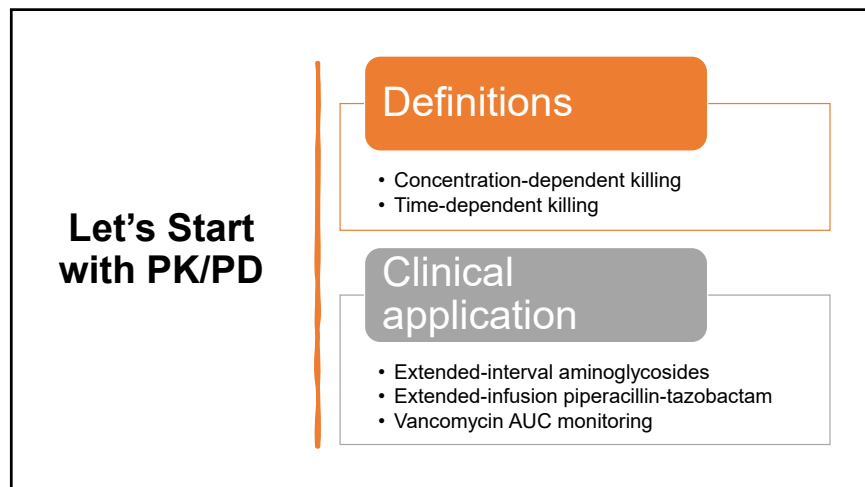 Let’s Start
with PK/PD
Definitions
• Concentration-dependent killing
• Time-dependent killing
Clinical
application
• Extended-interval aminoglycosides
• Extended-infusion piperacillin-tazobactam
• Vancomycin AUC monitoring